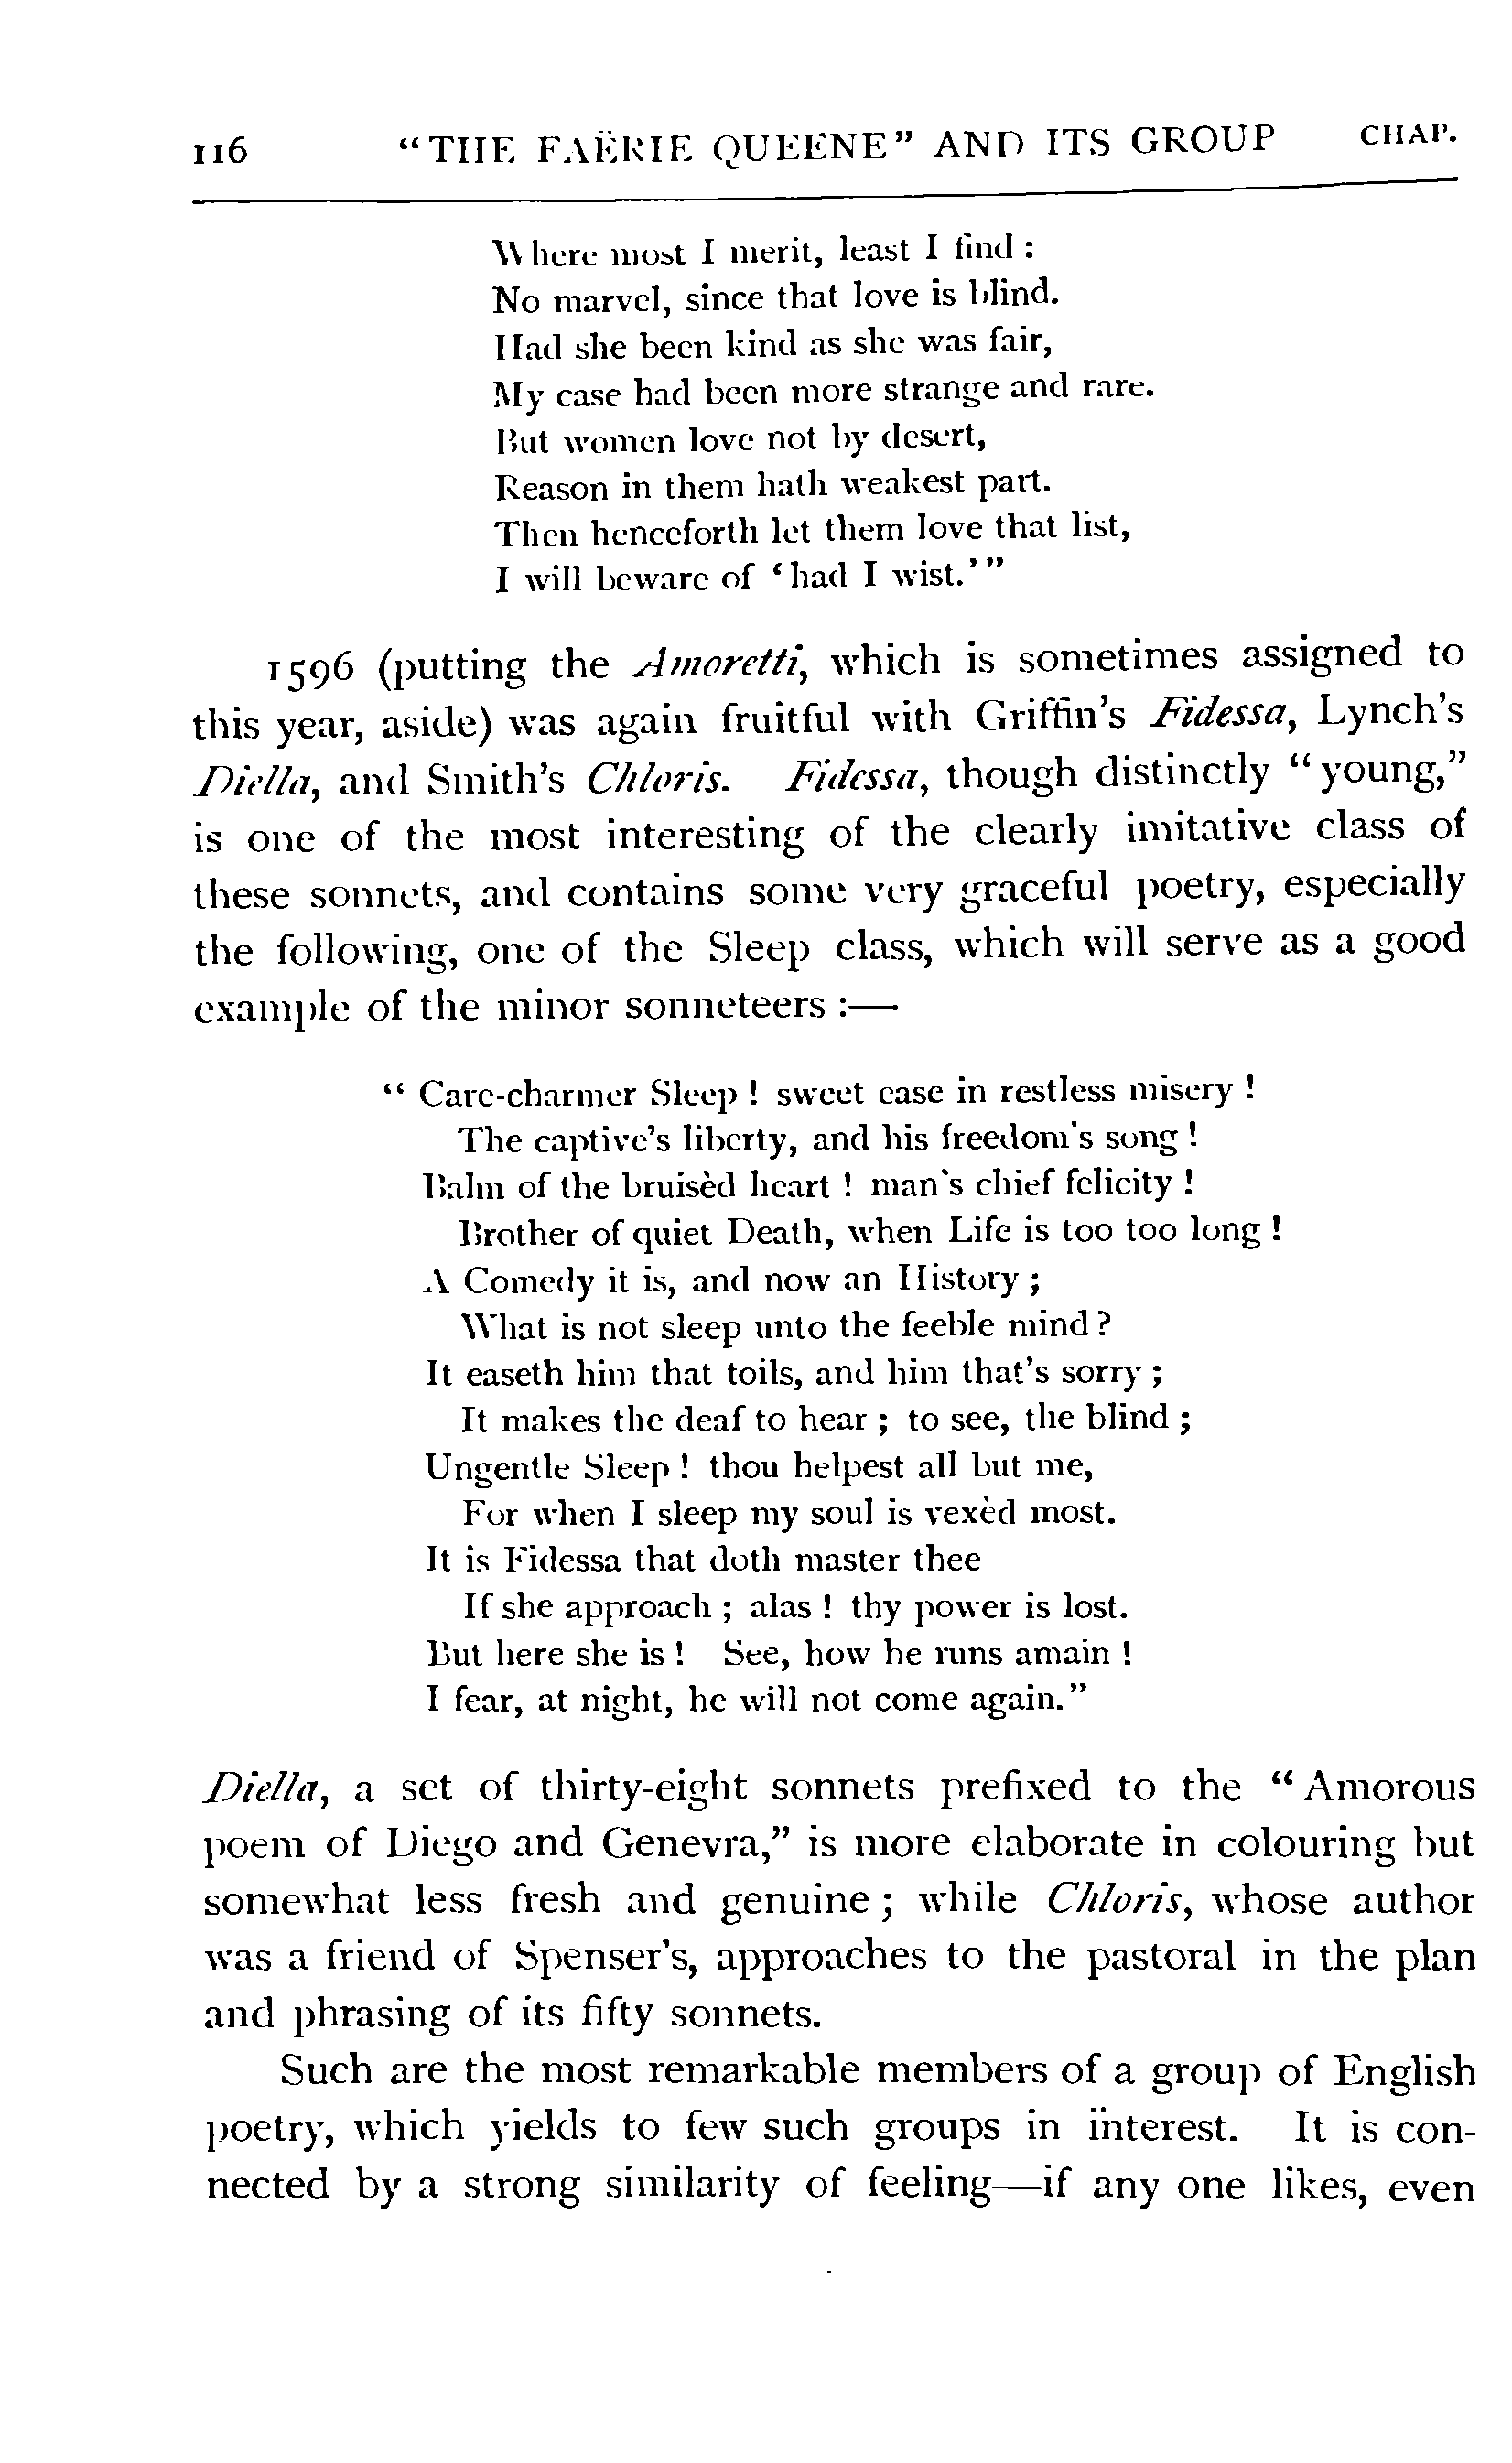 116 "THE FAËRIE QUEENE" AND ITS GROUP CHAP.
Where most I merit, least I find :
No marvel, since that love is blind.
Had she been kind as she was fair,
My case had been more strange and rare.
But women love not by desert,
Reason in them hath weakest part.
Then henceforth let them love that list,
I will beware of 'had I wist.'"
1596 (putting the Amoretti, which is sometimes assigned to
this year, aside) was again fruitful with Griffin's Fidessa, Lynch's
Diella, and Smith's Chloris. Fidessa, though distinctly "young,"
is one of the most interesting of the clearly imitative class of
these sonnets, and contains some very graceful poetry, especially
the following, one of the Sleep class, which will serve as a good
example of the minor sonneteers :—
" Care-charmer Sleep ! sweet ease in restless misery !
The captive's liberty, and his freedom's song !
Balm of the bruisèd heart ! man's chief felicity !
Brother of quiet Death, when Life is too too long !
A Comedy it is, and now an History ;
What is not sleep unto the feeble mind ?
It easeth him that toils, and him that's sorry ;
It makes the deaf to hear ; to see, the blind ;
Ungentle Sleep ! thou helpest all but me,
For when I sleep my soul is vexèd most.
It is Fidessa that doth master thee
If she approach ; alas ! thy power is lost.
But here she is ! See, how he runs amain !
I fear, at night, he will not come again."
Diella, a set of thirty-eight sonnets prefixed to the "Amorous
poem of Diego and Genevra," is more elaborate in colouring but
somewhat less fresh and genuine ; while Chloris, whose author
was a friend of Spenser's, approaches to the pastoral in the plan
and phrasing of its fifty sonnets.
Such are the most remarkable members of a group of English
poetry, which yields to few such groups in interest. It is con-
nected by a strong similarity of feeling—if any one likes, even